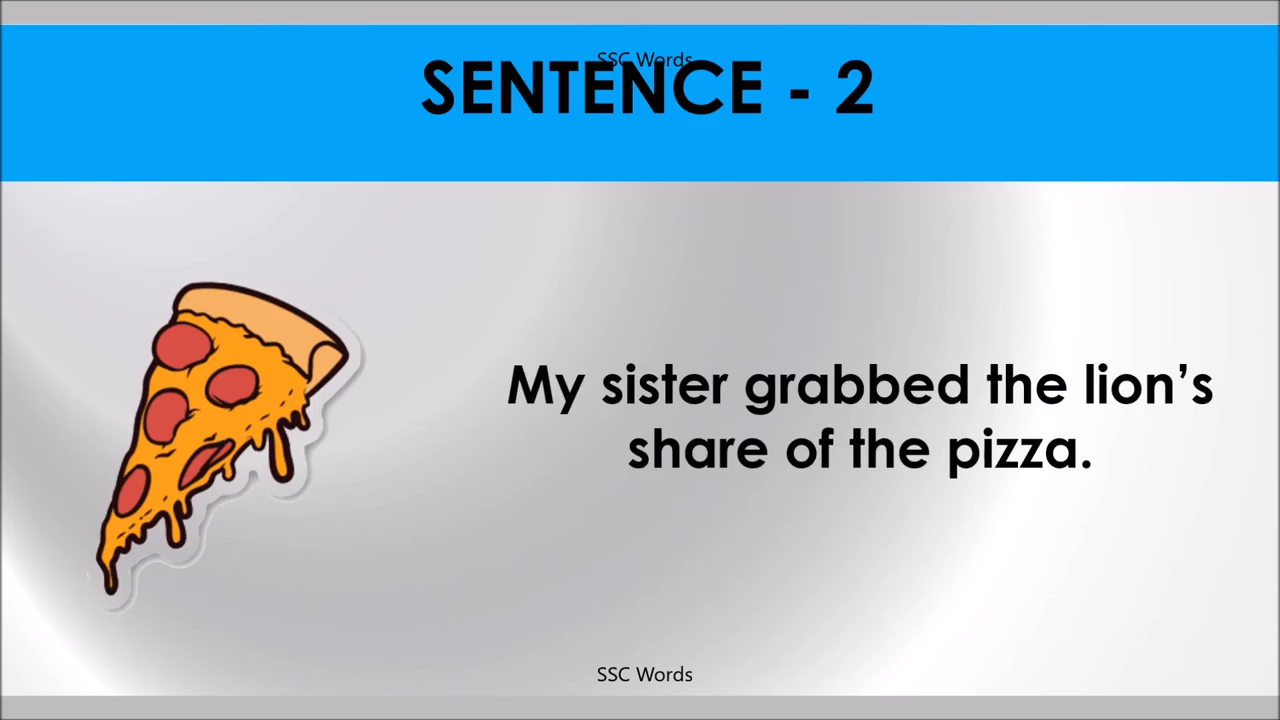 SSC Words
SENTENCE - 2
My sister grabbed the lion’s
share of the pizza.
SSC Words